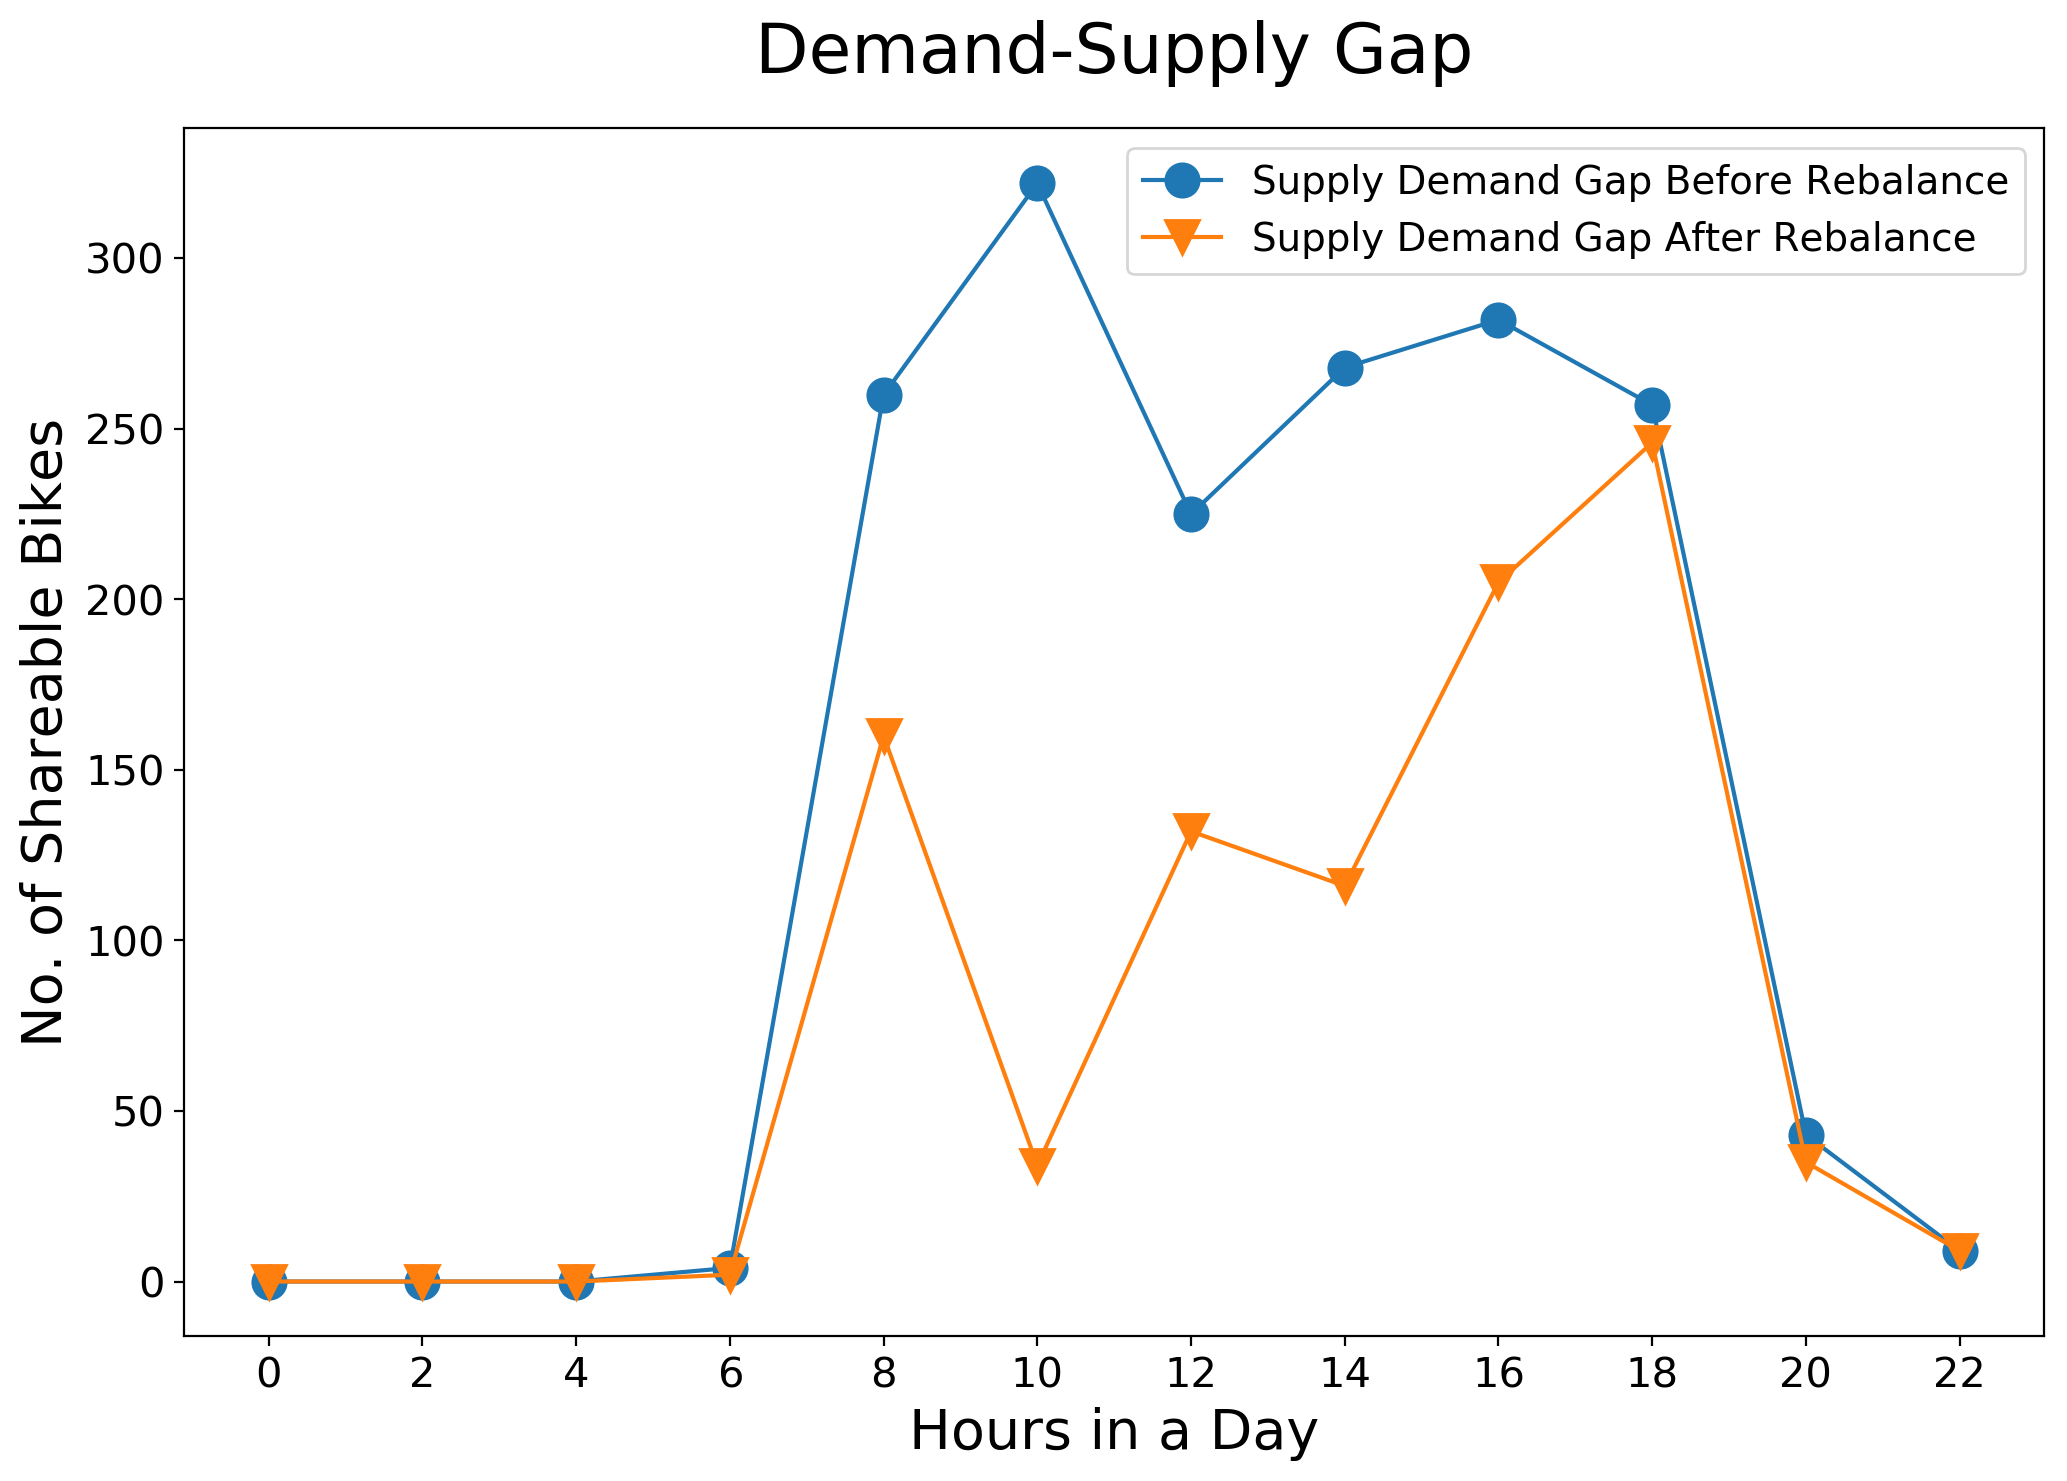 Demand-Supply Gap
Supply Demand Gap Before Rebalance
Supply Demand Gap After Rebalance
No. of Shareable Bikes
300
250
200
150
100
50
0
0 2 4 6 8 10 12 14 16 18 20 22
Hours in a Day